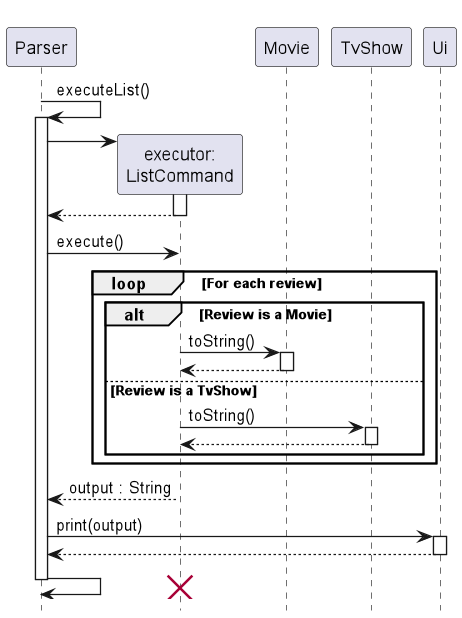 Parser
Movie
TvShow
Ui
executeList()
executor:
ListCommand
execute()
loop
[For each review]
alt
[Review is a Movie]
toString()
[Review is a TvShow]
toString()
output : String
print(output)